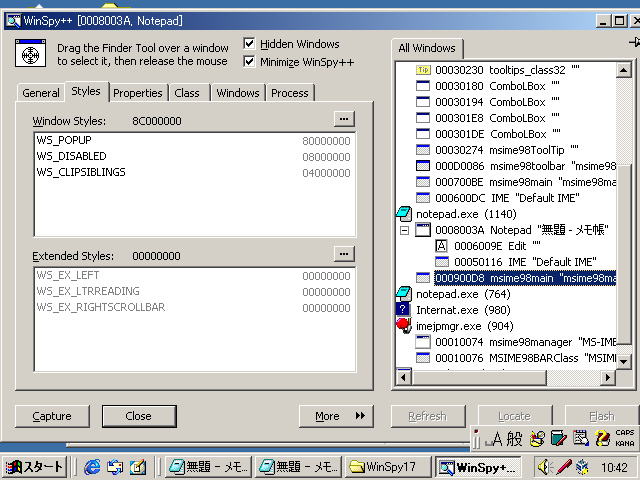 WinSpy++ [0008003A, Notepad]
Drag the Finder Tool over a window
to select it, then release the mouse
Hidden Windows
Minimize WinSpy++
General Styles Properties Class Windows Process
Window Styles: 8C000000 ...
WS_POPUP 80000000
WS_DISABLED 08000000
WS_CLIPSIBLINGS 04000000
Extended Styles: 00000000 ...
WS_EX_LEFT 00000000
WS_EX_LTRREADING 00000000
WS_EX_RIGHTSCROLLBAR 00000000
Capture Close More
All Windows
Tip 00030230 tooltips_class32 ""
00030180 ComboLBox ""
00030194 ComboLBox ""
000301E8 ComboLBox ""
000301DE ComboLBox ""
00030274 msime98ToolTip ""
000D0086 msime98toolbar "msime98
000700BE msime98main "msime98
000600DC IME "Default IME"
notepad.exe (1140)
0008003A Notepad "無題 - メモ帳"
0006009E Edit ""
00050116 IME "Default IME"
000900D8 msime98main "msime98ma
notepad.exe (764)
Internat.exe (980)
imejpmgr.exe (904)
00010074 msime98manager "MS-IME
00010076 MSIME98BARClass "MSIM
Refresh Locate Flash
A 般 CAPS
KANA
スタート 無題 - メモ... 無題 - メモ... WinSpy17 WinSpy+... 10:42